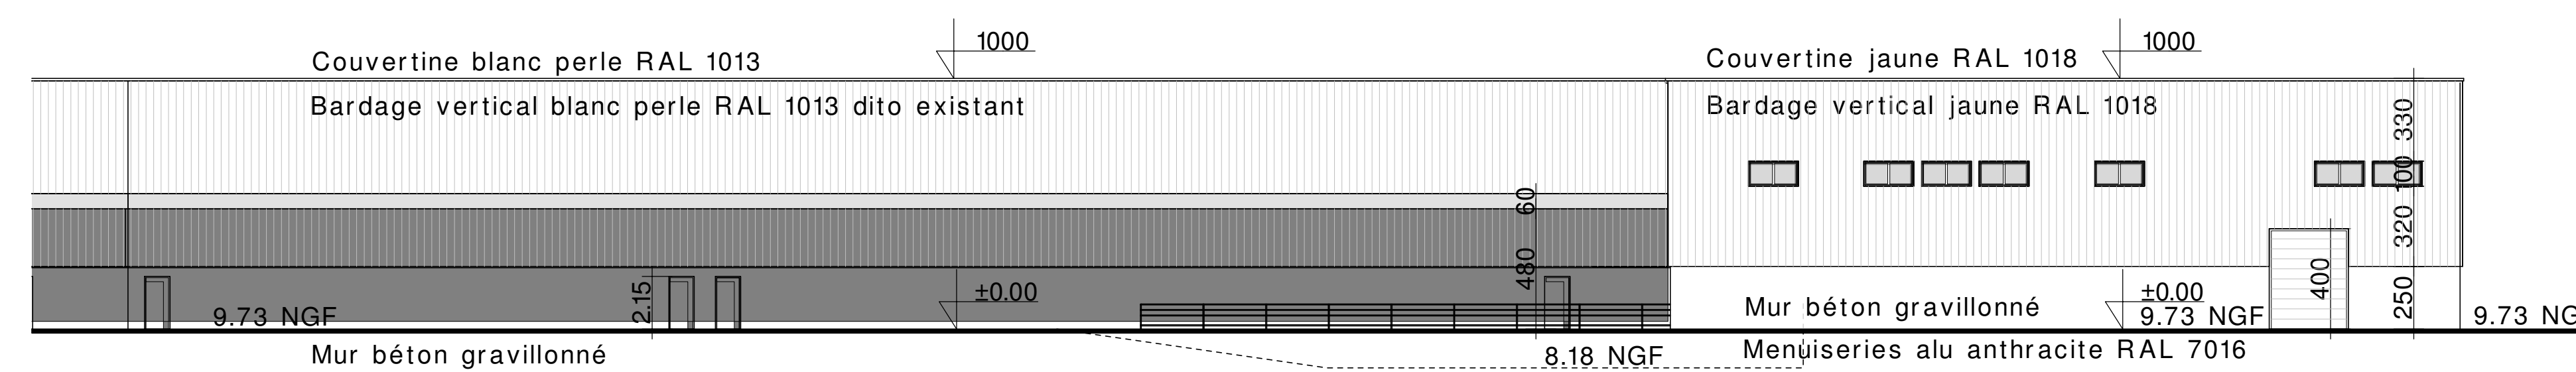 1000
1000
Couvertine blanc perle RAL 1013
Couvertine jaune RAL 1018
Bardage vertical blanc perle RAL 1013 dito existant
Bardage vertical jaune RAL 1018
330
100
60
320
480
400
250
2.15
±0.00
±0.00
Mur béton gravillonné
9.73 NGF
9.73 NGF
9.73 NG
Mur béton gravillonné
8.18 NGF
Menuiseries alu anthracite RAL 7016